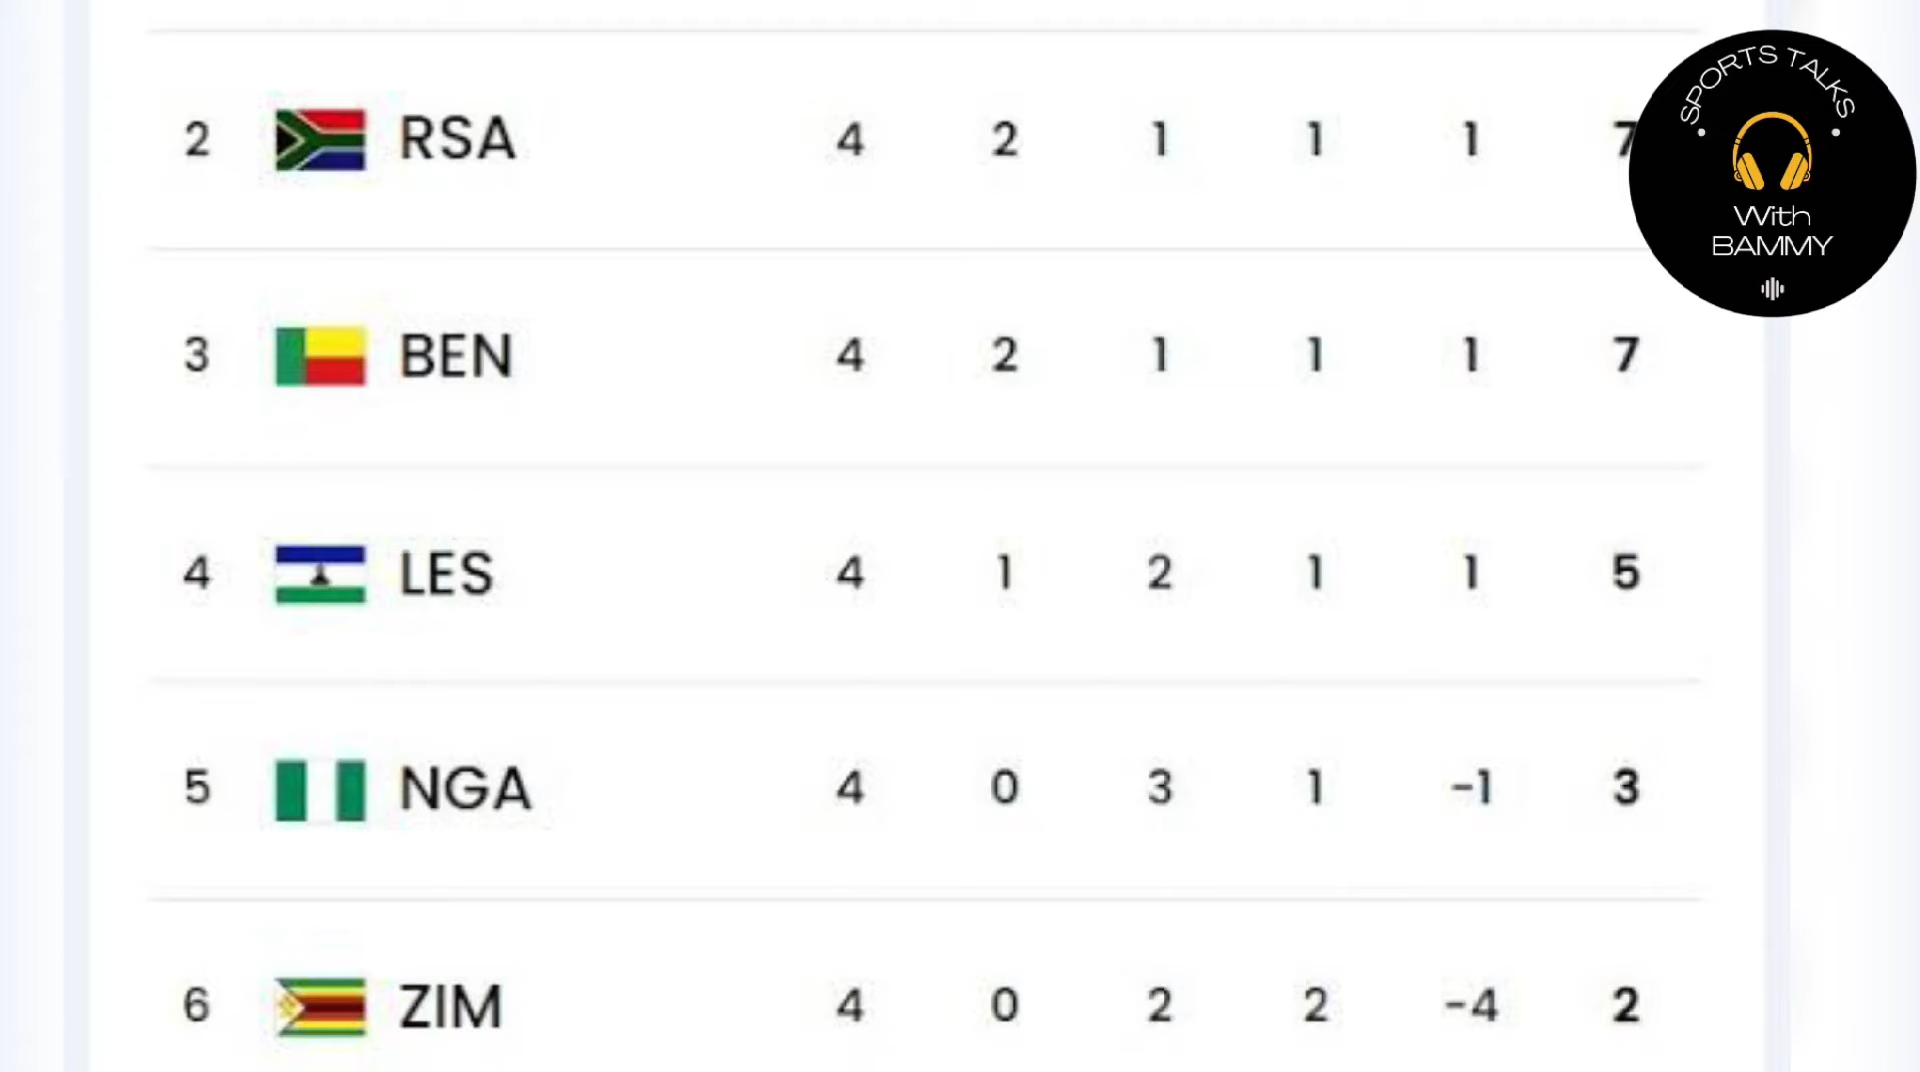 2 RSA 4 2 1 1 1 7
3 BEN 4 2 1 1 1 7
4 LES 4 1 2 1 1 5
5 NGA 4 0 3 1 -1 3
6 ZIM 4 0 2 2 -4 2
SPORTS TALKS
With
BAMMY